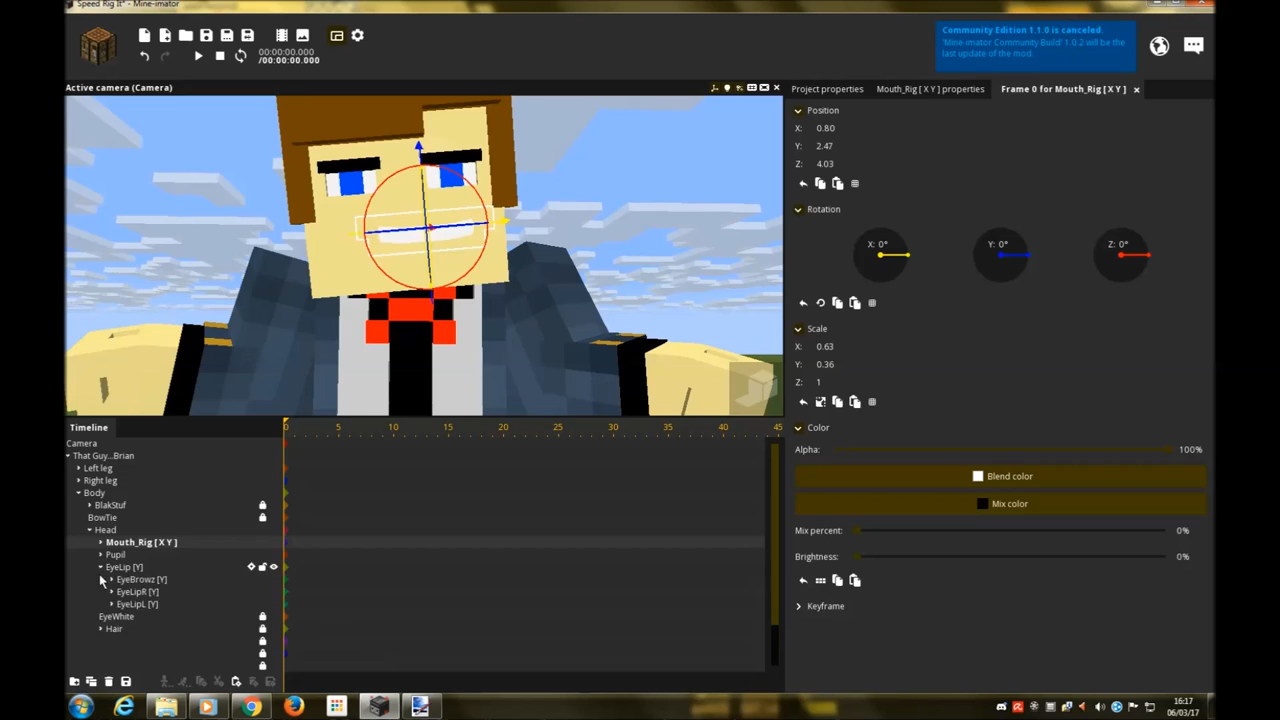 Speed Rig It* - Mine-imator
00:00:00.000
/00:00:00.000
Community Edition 1.1.0 is canceled:
'Mine-imator Community Build' 1.0.2 will be
the last update of the mod.
Active camera (Camera)
Project properties
Mouth_Rig [ X Y ] properties
Frame 0 for Mouth_Rig [ X Y ]
Position
X: 0.80
Y: 2.47
Z: 4.03
Rotation
X: 0°
Y: 0°
Z: 0°
Scale
X: 0.63
Y: 0.36
Z: 1
Color
Alpha:
100%
Blend color
Mix color
Mix percent:
0%
Brightness:
0%
Keyframe
Timeline
0 5 10 15 20 25 30 35 40 45
Camera
That Guy...Brian
Left leg
Right leg
Body
BlakStuf
BowTie
Head
Mouth_Rig [ X Y ]
Pupil
EyeLip [Y]
EyeBrowz [Y]
EyeLipR [Y]
EyeLipL [Y]
EyeWhite
Hair
16:17
06/03/17